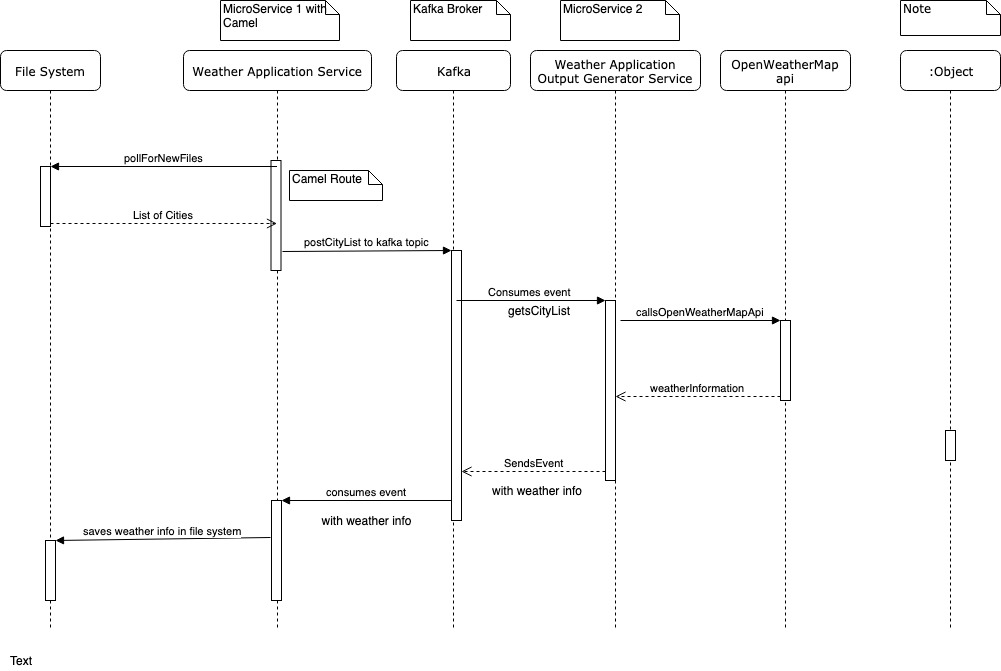 MicroService 1 with
Camel
Kafka Broker
MicroService 2
Note
File System
Weather Application Service
Kafka
Weather Application
Output Generator Service
OpenWeatherMap
api
:Object
pollForNewFiles
Camel Route
List of Cities
postCityList to kafka topic
Consumes event
getsCityList
callsOpenWeatherMapApi
weatherInformation
SendsEvent
with weather info
consumes event
with weather info
saves weather info in file system
Text